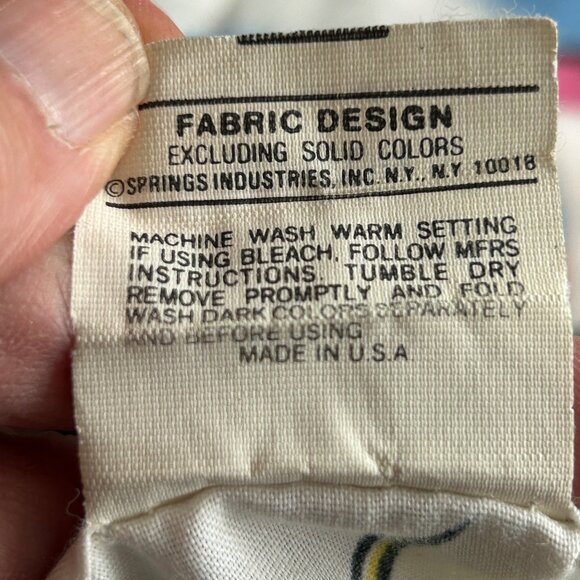 FABRIC DESIGN
EXCLUDING SOLID COLORS
©SPRINGS INDUSTRIES, INC. N.Y., N.Y 10018
MACHINE WASH WARM SETTING
IF USING BLEACH, FOLLOW MFRS
INSTRUCTIONS. TUMBLE DRY
REMOVE PROMPTLY AND FOLD
WASH DARK COLORS SEPARATELY
AND BEFORE USING
MADE IN U.S.A